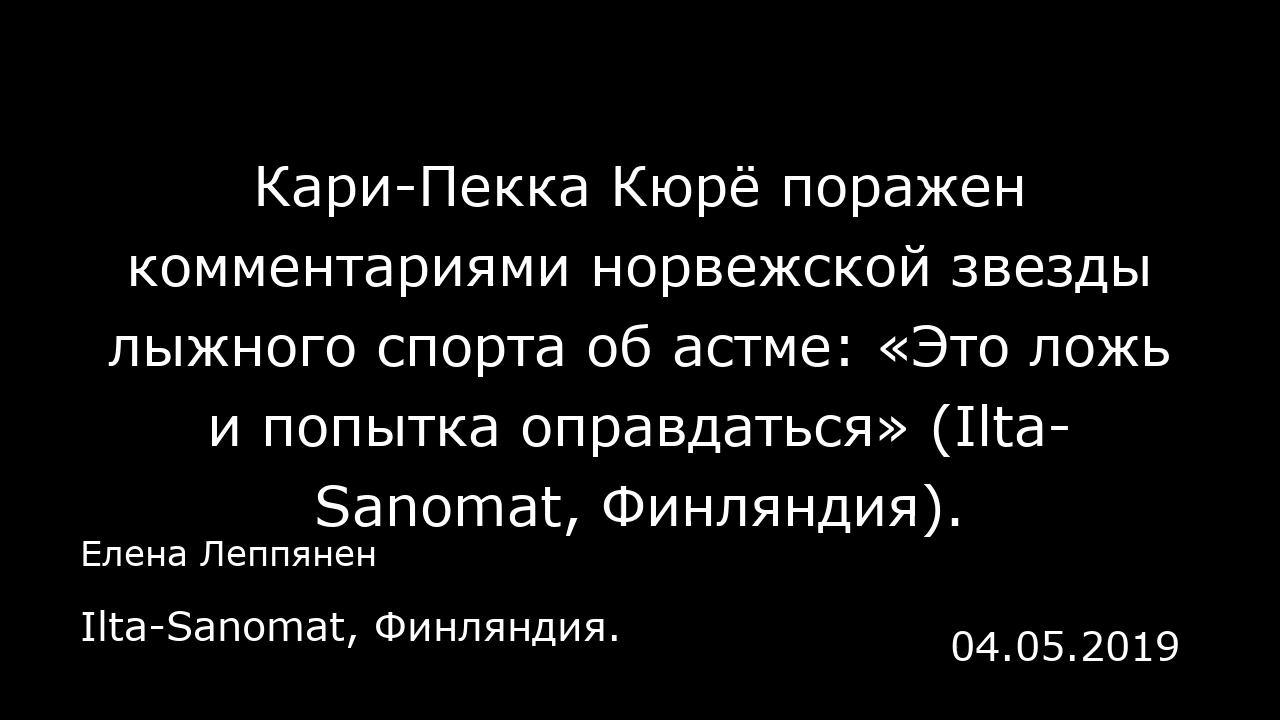 Кари-Пекка Кюрё поражен
комментариями норвежской звезды
лыжного спорта об астме: «Это ложь
и попытка оправдаться» (Ilta-
Sanomat, Финляндия).
Елена Леппянен
Ilta-Sanomat, Финляндия.
04.05.2019